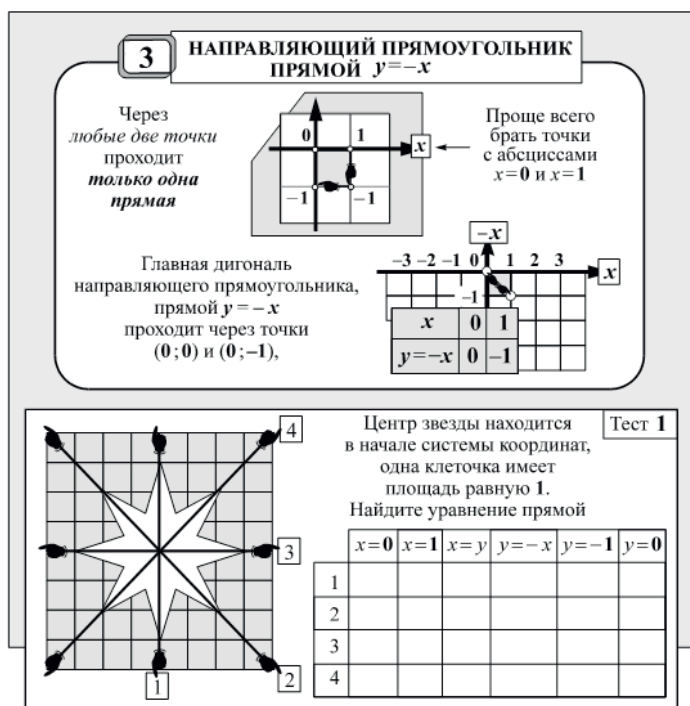 3
НАПРАВЛЯЮЩИЙ ПРЯМОУГОЛЬНИК
ПРЯМОЙ y=−x
Через
любые две точки
проходит
только одна
прямая
0 1
x
−1 −1
Проще всего
брать точки
с абсциссами
x=0 и x=1
Главная дигональ
направляющего прямоугольника,
прямой y = − x
проходит через точки
(0;0) и (0;−1),
−x
−3 −2 −1 0 1 2 3
x
−1
x 0 1
y=−x 0 −1
4
3
1
2
Тест 1
Центр звезды находится
в начале системы координат,
одна клеточка имеет
площадь равную 1.
Найдите уравнение прямой
x=0 x=1 x=y y=−x y=−1 y=0
1
2
3
4